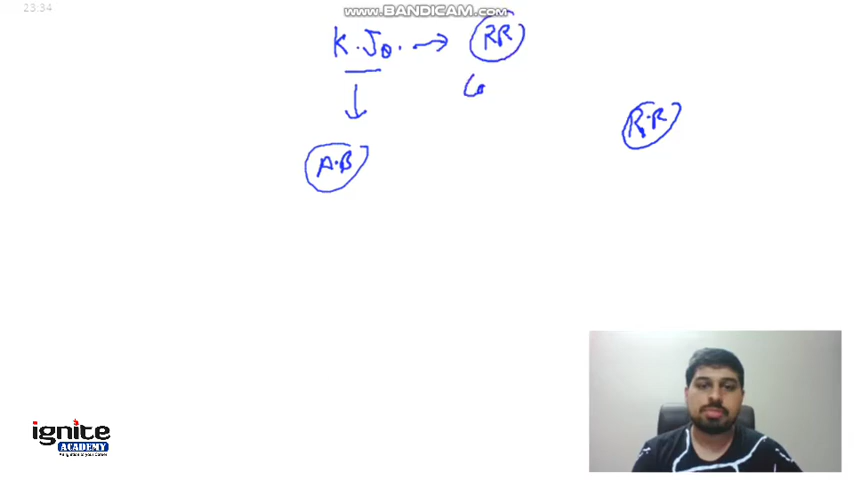 23:34
www.BANDICAM.com
K. Jo. → RR
R.R
A.B
ignite
ACADEMY